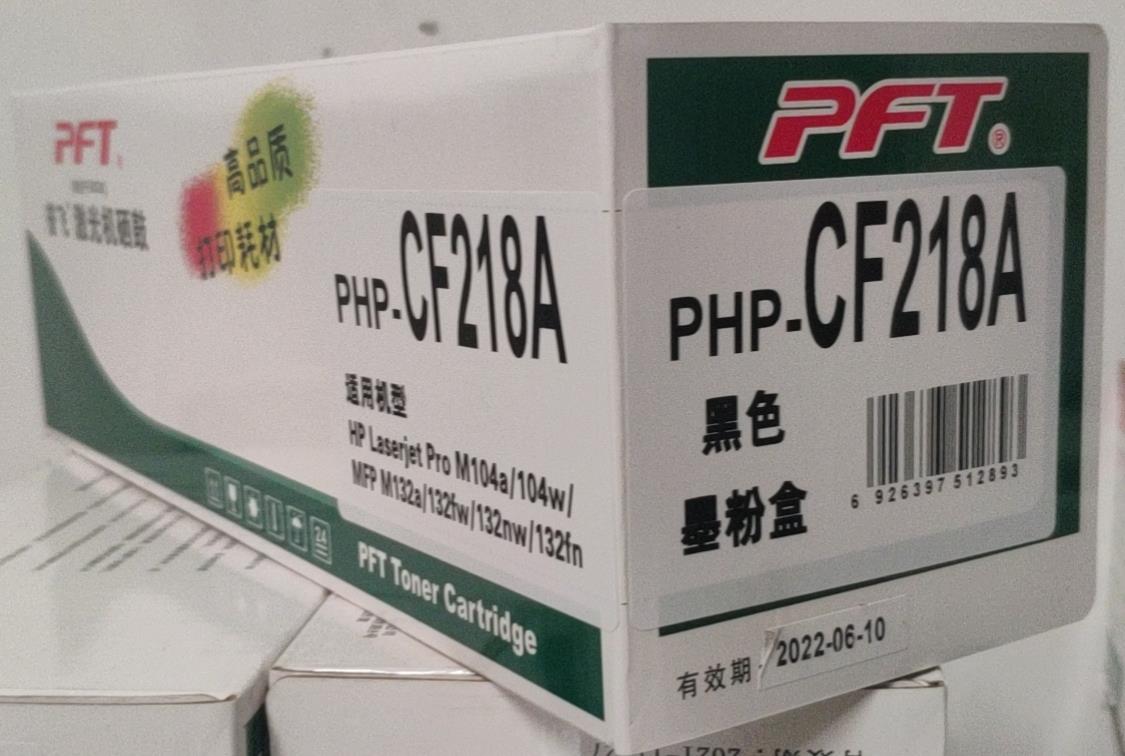 PFT
激光机硒鼓
高品质
打印耗材
PHP-CF218A
适用机型
HP Laserjet Pro M104a/104w/
MFP M132a/132fw/132nw/132fn
24
PFT Toner Cartridge
PFT®
PHP-CF218A
黑色
墨粉盒
6 926397 512893
有效期
2022-06-10